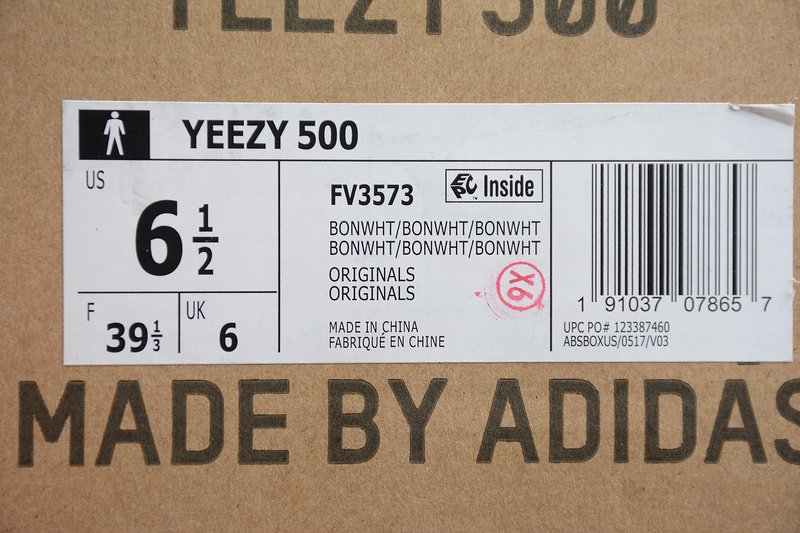 YEEZY 500
YEEZY 500
US
6 1/2
F
39 1/3
UK
6
FV3573
EPC Inside
™
BONWHT/BONWHT/BONWHT
BONWHT/BONWHT/BONWHT
ORIGINALS
ORIGINALS
X6
MADE IN CHINA
FABRIQUÉ EN CHINE
1 91037 07865 7
UPC PO# 123387460
ABSBOXUS/0517/V03
MADE BY ADIDAS